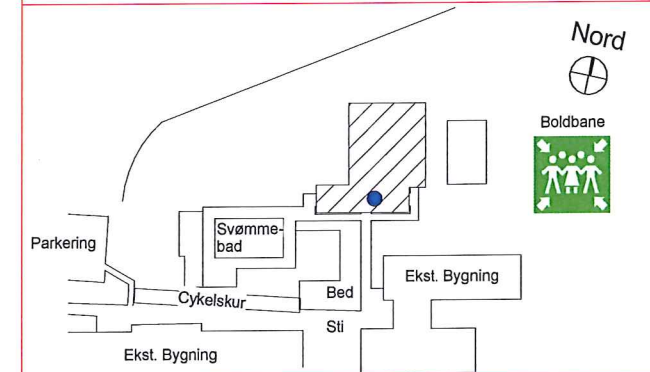 Nord
Boldbane
Parkering
Svømme-
bad
Ekst. Bygning
Cykelskur
Bed
Sti
Ekst. Bygning